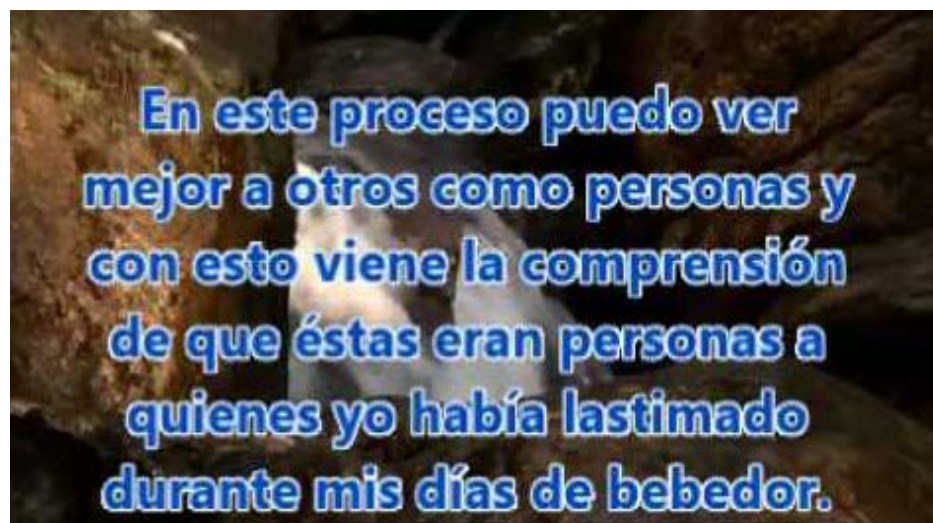 En este proceso puedo ver
mejor a otros como personas y
con esto viene la comprensión
de que éstas eran personas a
quienes yo había lastimado
durante mis días de bebedor.